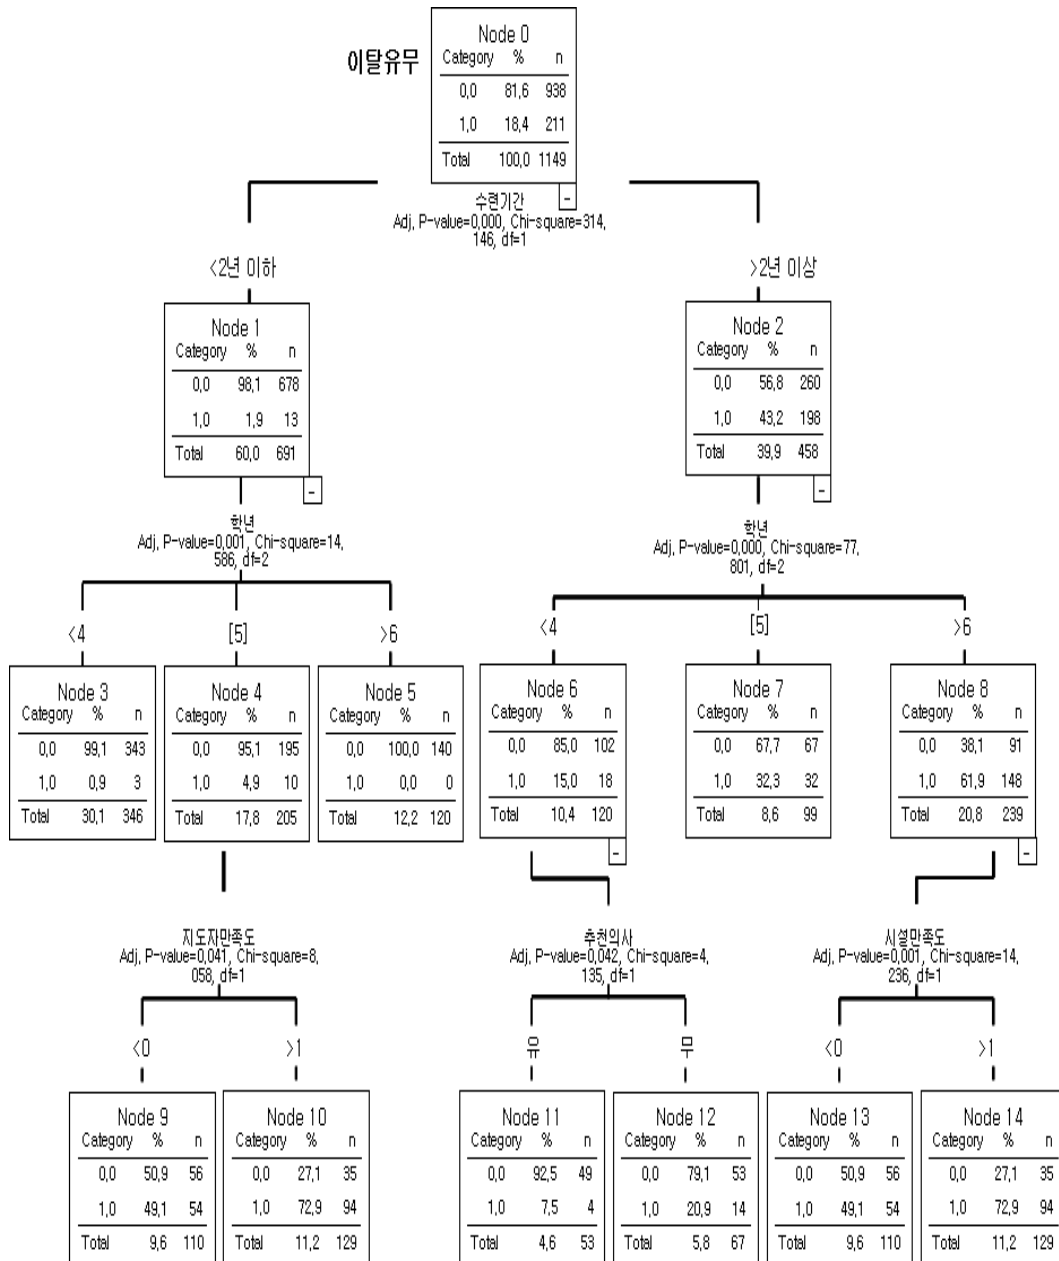 이탈유무
Node 0
Category % n
0,0 81,6 938
1,0 18,4 211
Total 100,0 1149
-
수련기간
Adj, P-value=0,000, Chi-square=314,
146, df=1
<2년 이하
>2년 이상
Node 1
Category % n
0,0 98,1 678
1,0 1,9 13
Total 60,0 691
-
Node 2
Category % n
0,0 56,8 260
1,0 43,2 198
Total 39,9 458
-
학년
Adj, P-value=0,001, Chi-square=14,
586, df=2
학년
Adj, P-value=0,000, Chi-square=77,
801, df=2
<4
[5]
>6
<4
[5]
>6
Node 3
Category % n
0,0 99,1 343
1,0 0,9 3
Total 30,1 346
Node 4
Category % n
0,0 95,1 195
1,0 4,9 10
Total 17,8 205
Node 5
Category % n
0,0 100,0 140
1,0 0,0 0
Total 12,2 120
Node 6
Category % n
0,0 85,0 102
1,0 15,0 18
Total 10,4 120
-
Node 7
Category % n
0,0 67,7 67
1,0 32,3 32
Total 8,6 99
Node 8
Category % n
0,0 38,1 91
1,0 61,9 148
Total 20,8 239
-
지도자만족도
Adj, P-value=0,041, Chi-square=8,
058, df=1
추천의사
Adj, P-value=0,042, Chi-square=4,
135, df=1
시설만족도
Adj, P-value=0,001, Chi-square=14,
236, df=1
<0
>1
유
무
<0
>1
Node 9
Category % n
0,0 50,9 56
1,0 49,1 54
Total 9,6 110
Node 10
Category % n
0,0 27,1 35
1,0 72,9 94
Total 11,2 129
Node 11
Category % n
0,0 92,5 49
1,0 7,5 4
Total 4,6 53
Node 12
Category % n
0,0 79,1 53
1,0 20,9 14
Total 5,8 67
Node 13
Category % n
0,0 50,9 56
1,0 49,1 54
Total 9,6 110
Node 14
Category % n
0,0 27,1 35
1,0 72,9 94
Total 11,2 129